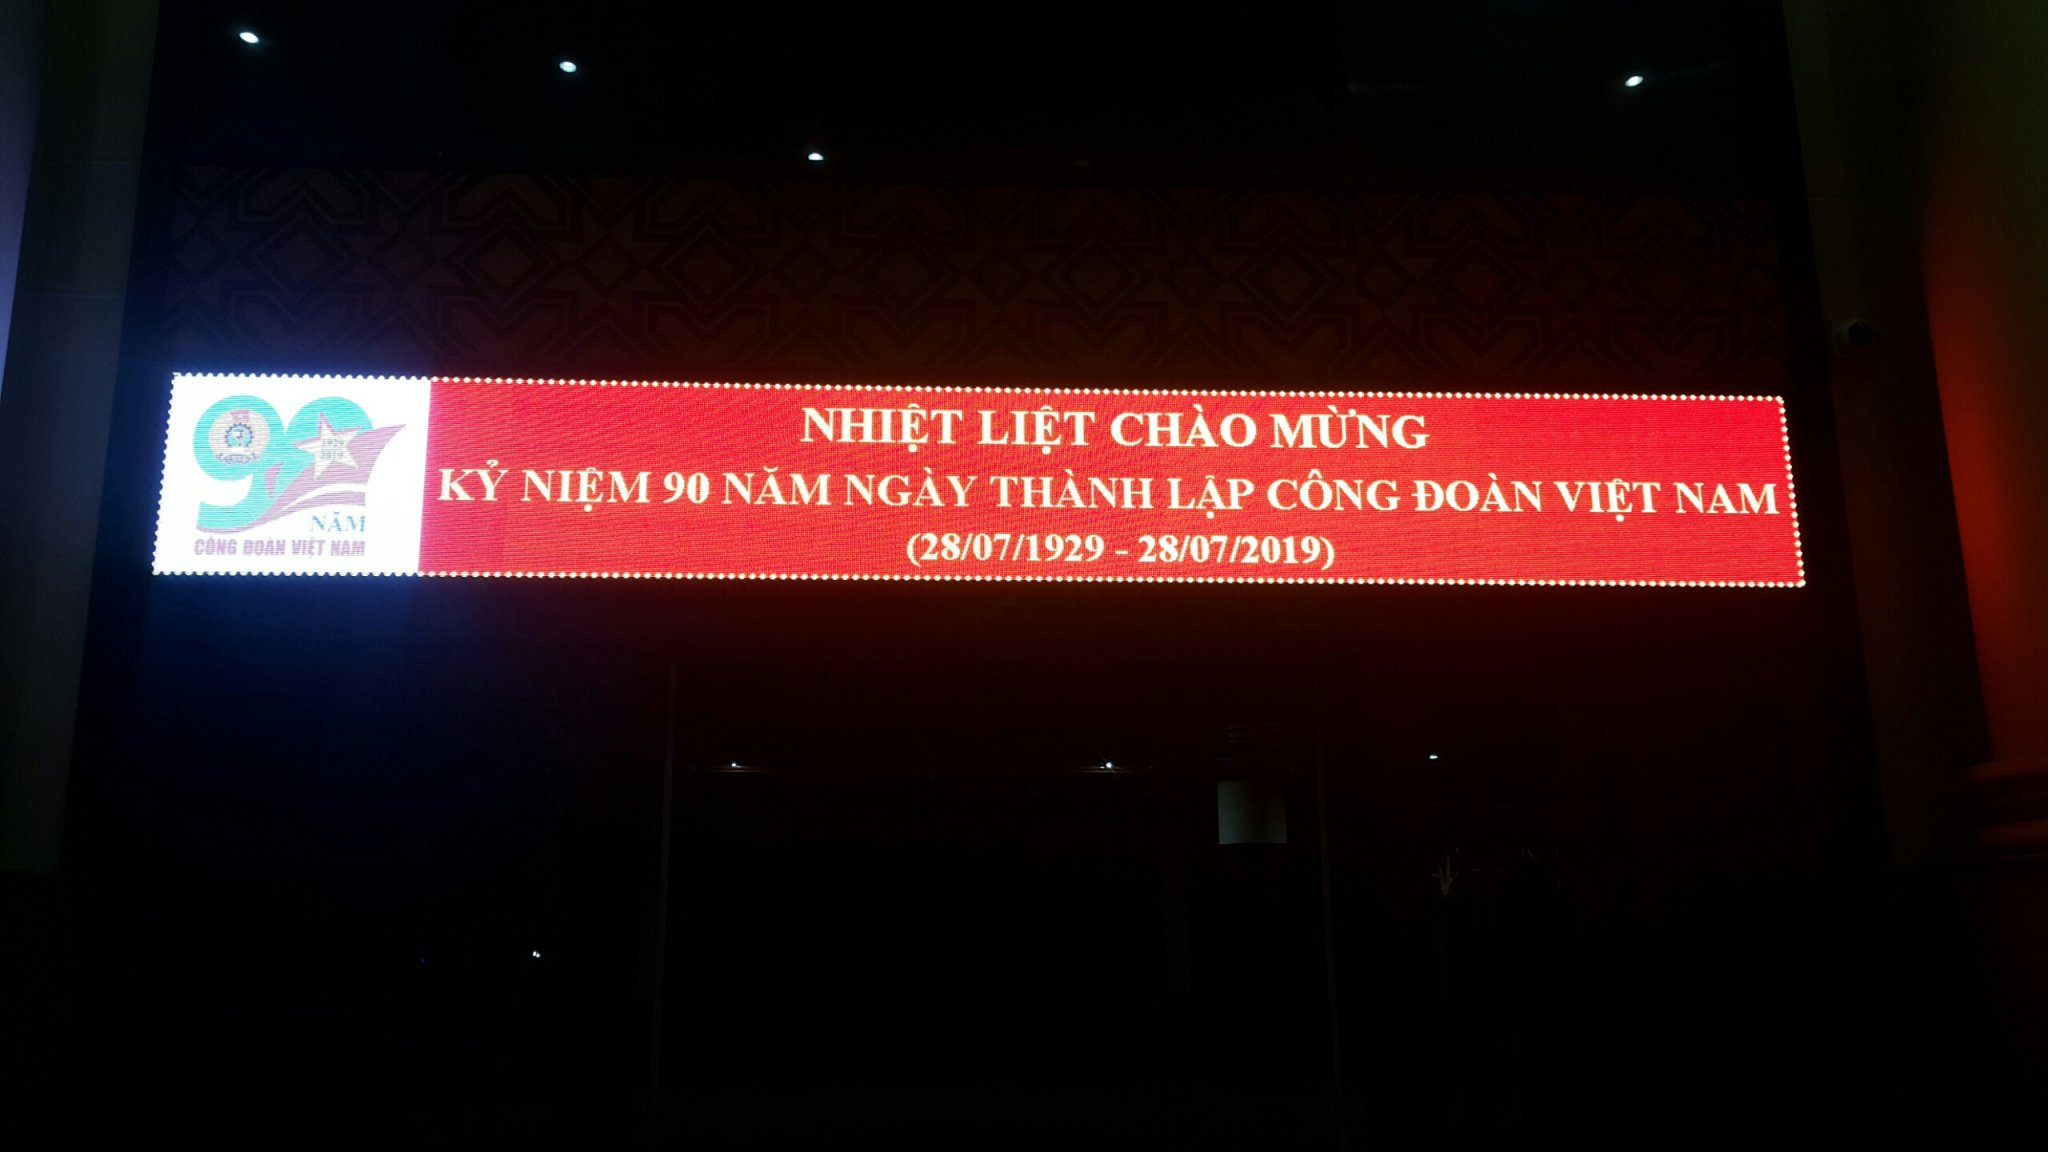 1929
2019
NĂM
CÔNG ĐOÀN VIỆT NAM
NHIỆT LIỆT CHÀO MỪNG
KỶ NIỆM 90 NĂM NGÀY THÀNH LẬP CÔNG ĐOÀN VIỆT NAM
(28/07/1929 - 28/07/2019)
90